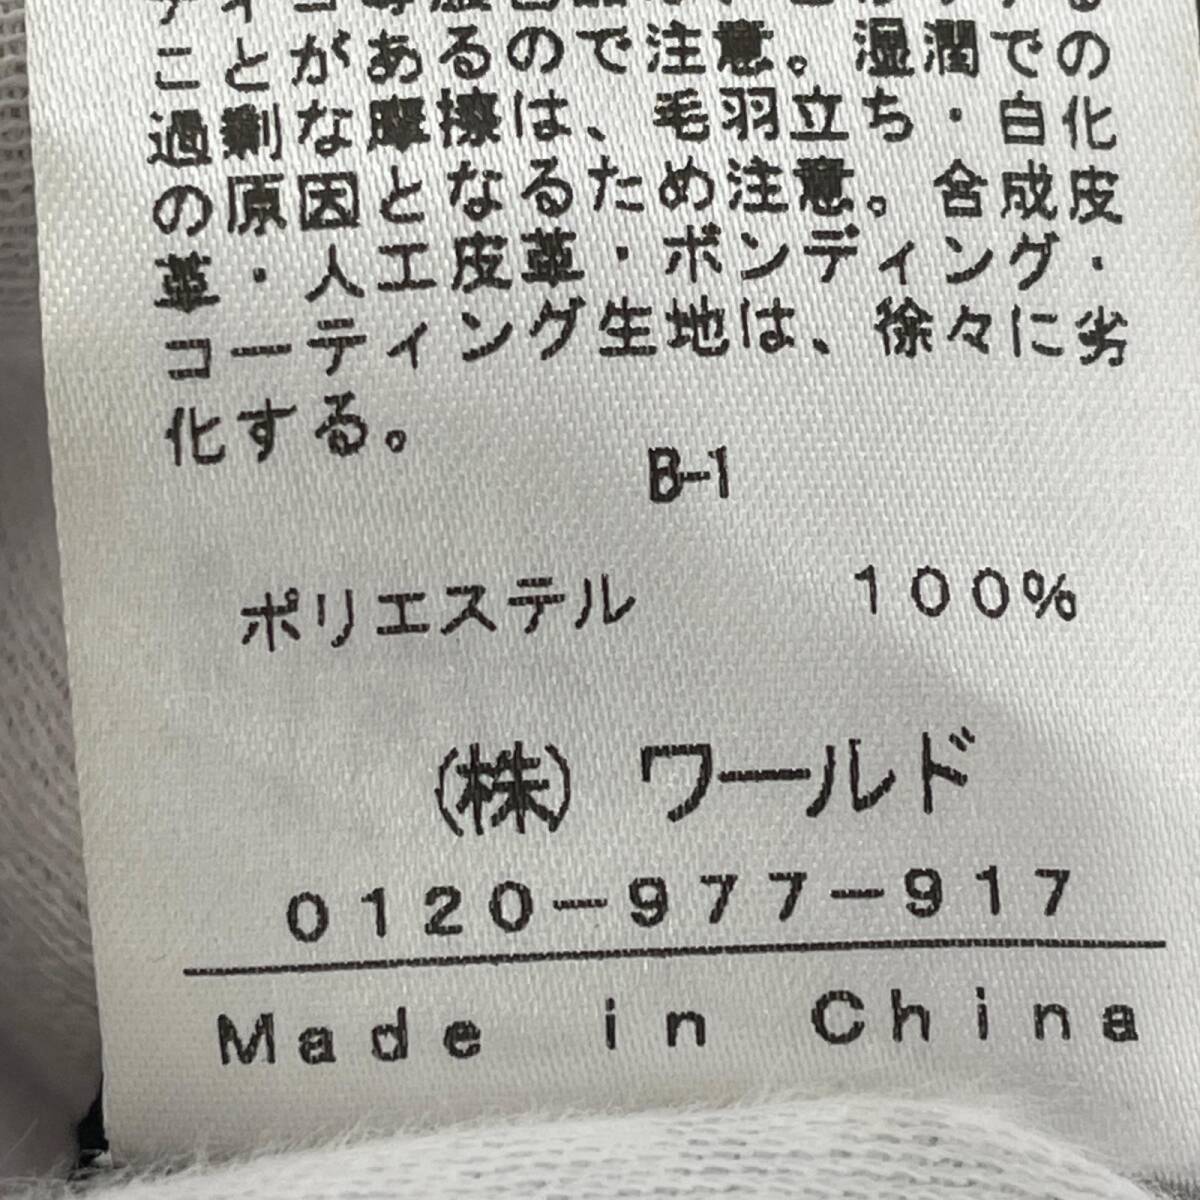 ことがあるので注意。湿潤での
過剰な摩擦は、毛羽立ち・白化
の原因となるため注意。合成皮
革・人工皮革・ボンディング・
コーティング生地は、徐々に劣
化する。
B-1
ポリエステル 100%
(株) ワールド
0120-977-917
Made in China